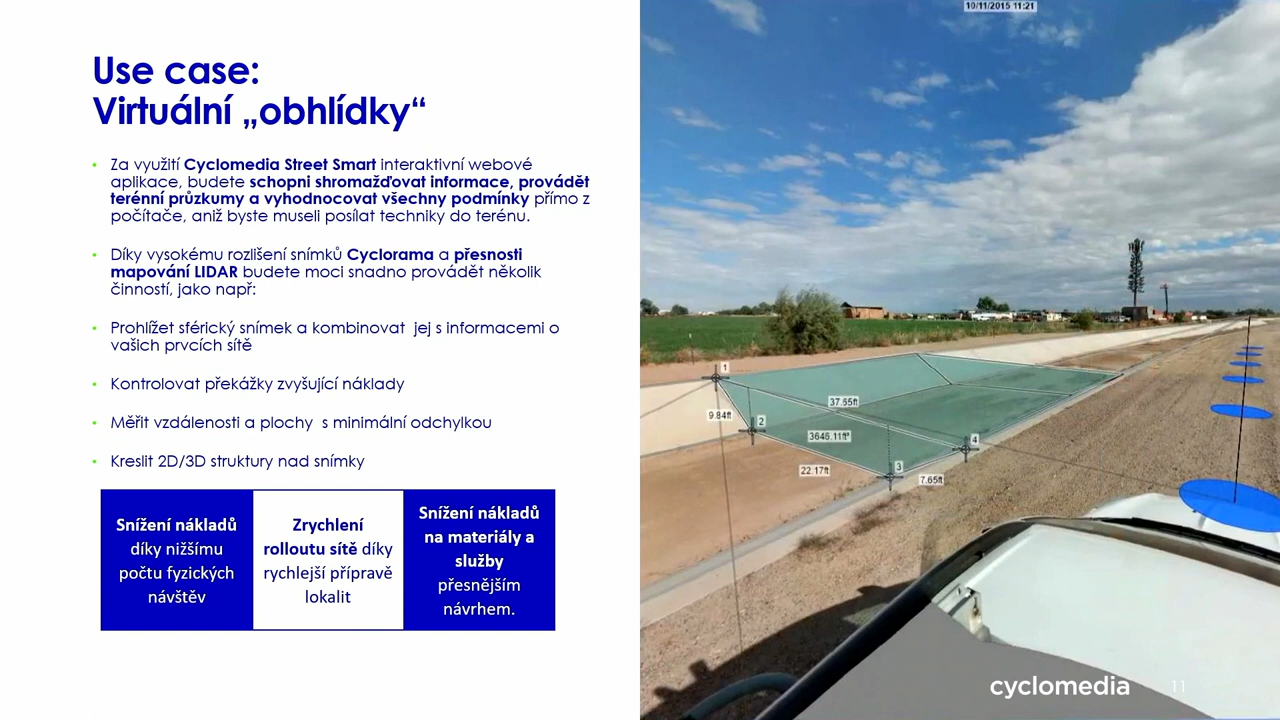 Use case:
Virtuální „obhlídky“
• Za využití Cyclomedia Street Smart interaktivní webové
aplikace, budete schopni shromažďovat informace, provádět
terénní průzkumy a vyhodnocovat všechny podmínky přímo z
počítače, aniž byste museli posílat techniky do terénu.
• Díky vysokému rozlišení snímků Cyclorama a přesnosti
mapování LIDAR budete moci snadno provádět několik
činností, jako např:
• Prohlížet sférický snímek a kombinovat jej s informacemi o
vašich prvcích sítě
• Kontrolovat překážky zvyšující náklady
• Měřit vzdálenosti a plochy s minimální odchylkou
• Kreslit 2D/3D struktury nad snímky
Snížení nákladů
díky nižšímu
počtu fyzických
návštěv
Zrychlení
rolloutu sítě díky
rychlejší přípravě
lokalit
Snížení nákladů
na materiály a
služby
přesnějším
návrhem.
10/11/2015 11:21
1
9.84ft
2
37.55ft
3646.11ft²
22.17ft
3
4
7.65ft
cyclomedia
11